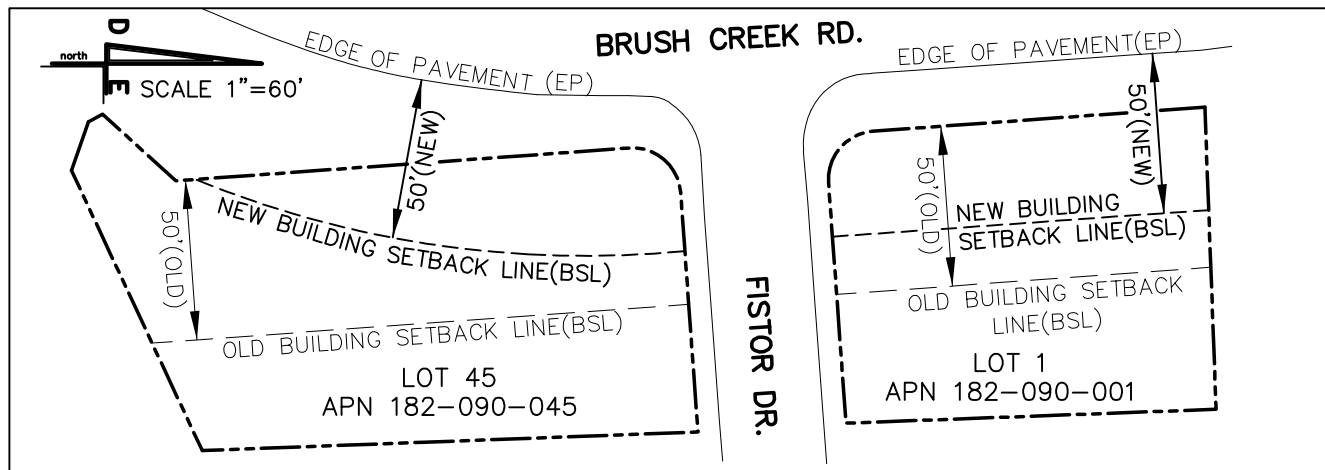 D
north
E
SCALE 1"=60'
EDGE OF PAVEMENT (EP)
BRUSH CREEK RD.
EDGE OF PAVEMENT(EP)
50'(NEW)
50'(OLD)
NEW BUILDING SETBACK LINE(BSL)
OLD BUILDING SETBACK LINE(BSL)
LOT 45
APN 182-090-045
FISTOR DR.
50'(OLD)
50'(NEW)
NEW BUILDING
SETBACK LINE(BSL)
OLD BUILDING SETBACK
LINE(BSL)
LOT 1
APN 182-090-001